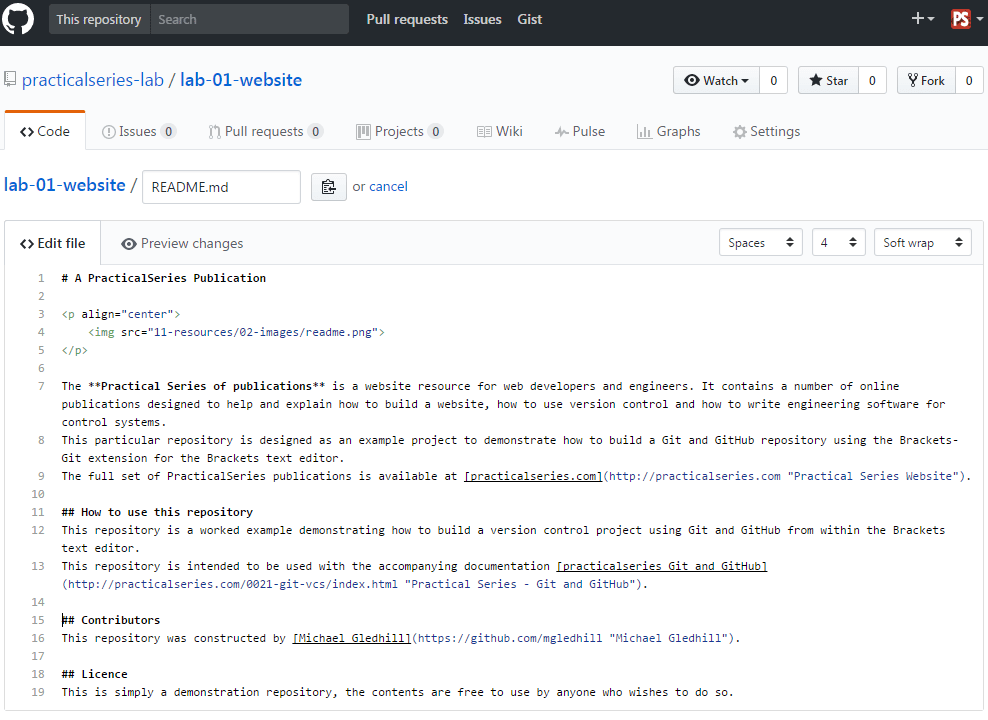 This repository Search Pull requests Issues Gist PS
practicalseries-lab / lab-01-website Watch 0 Star 0 Fork 0
Code Issues 0 Pull requests 0 Projects 0 Wiki Pulse Graphs Settings
lab-01-website / README.md or cancel
Edit file Preview changes Spaces 4 Soft wrap
1 # A PracticalSeries Publication
2
3 <p align="center">
4 <img src="11-resources/02-images/readme.png">
5 </p>
6
7 The **Practical Series of publications** is a website resource for web developers and engineers. It contains a number of online
publications designed to help and explain how to build a website, how to use version control and how to write engineering software for
control systems.
8 This particular repository is designed as an example project to demonstrate how to build a Git and GitHub repository using the Brackets-
Git extension for the Brackets text editor.
9 The full set of PracticalSeries publications is available at [practicalseries.com](http://practicalseries.com "Practical Series Website").
10
11 ## How to use this repository
12 This repository is a worked example demonstrating how to build a version control project using Git and GitHub from within the Brackets
text editor.
13 This repository is intended to be used with the accompanying documentation [practicalseries Git and GitHub]
(http://practicalseries.com/0021-git-vcs/index.html "Practical Series - Git and GitHub").
14
15 ## Contributors
16 This repository was constructed by [Michael Gledhill](https://github.com/mgledhill "Michael Gledhill").
17
18 ## Licence
19 This is simply a demonstration repository, the contents are free to use by anyone who wishes to do so.